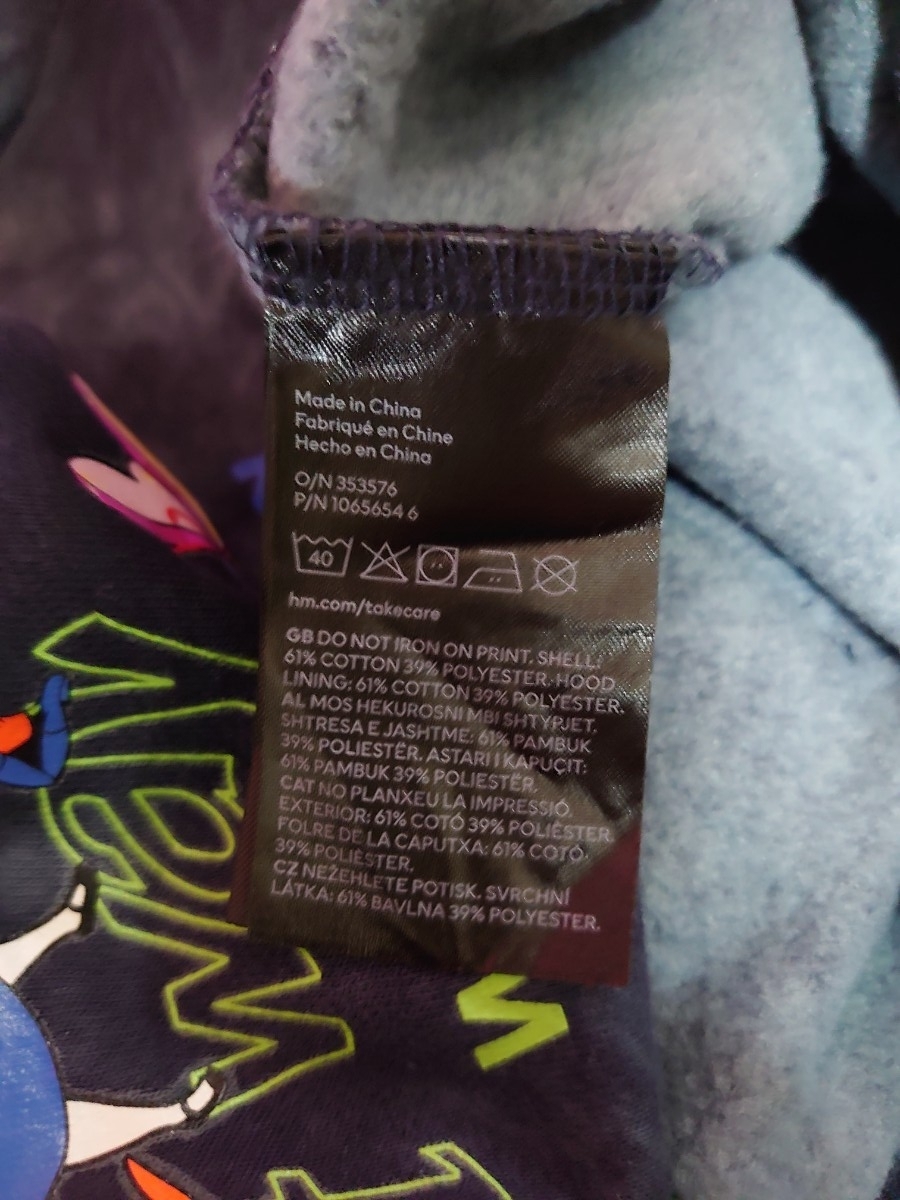 Made in China
Fabriqué en Chine
Hecho en China
O/N 353576
P/N 1065654 6
40
hm.com/takecare
GB DO NOT IRON ON PRINT. SHELL:
61% COTTON 39% POLYESTER. HOOD
LINING: 61% COTTON 39% POLYESTER.
AL MOS HEKUROSNI MBI SHTYPJET.
SHTRESA E JASHTME: 61% PAMBUK
39% POLIESTËR. ASTARI I KAPUÇIT:
61% PAMBUK 39% POLIESTËR.
CAT NO PLANXEU LA IMPRESSIÓ.
EXTERIOR: 61% COTÓ 39% POLIÈSTER.
FOLRE DE LA CAPUTXA: 61% COTÓ
39% POLIÈSTER.
CZ NEŽEHLETE POTISK. SVRCHNÍ
LÁTKA: 61% BAVLNA 39% POLYESTER.